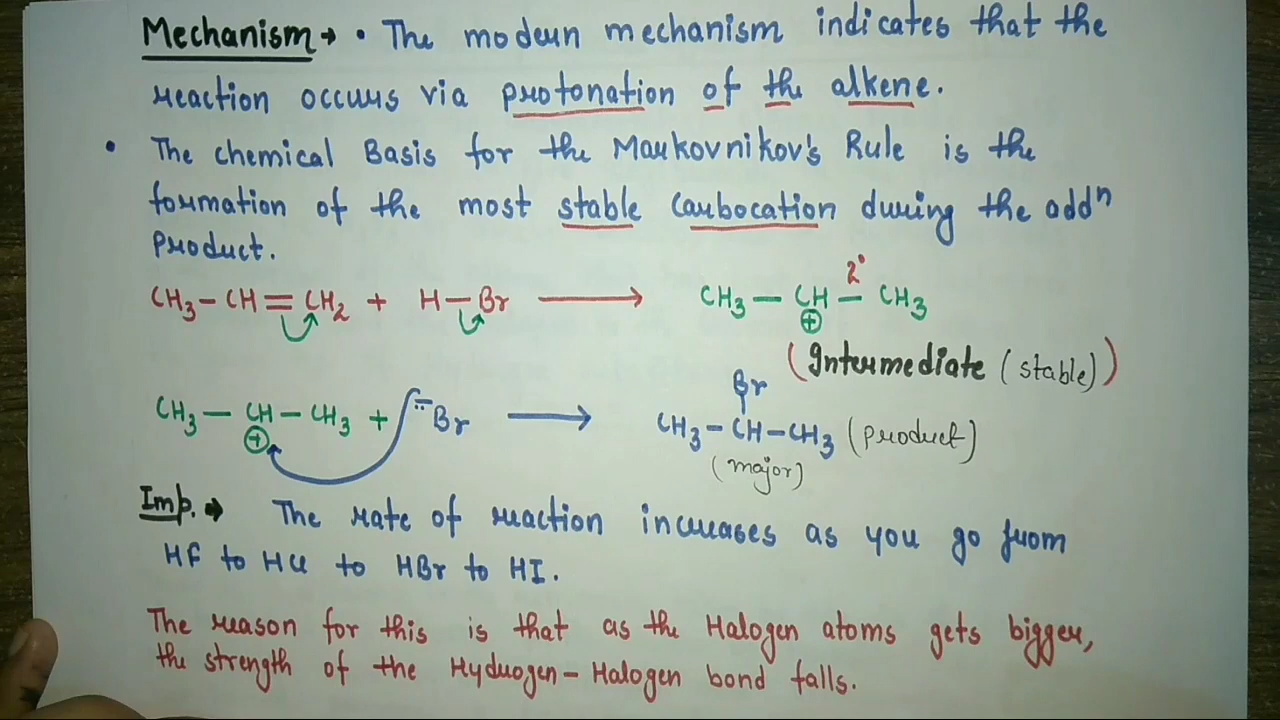 Mechanism → • The modern mechanism indicates that the
reaction occurs via protonation of the alkene.
• The chemical Basis for the Markovnikov's Rule is the
formation of the most stable Carbocation during the addⁿ
Product.
2°
CH₃ — CH = CH₂ + H — Br ⟶ CH₃ — CH — CH₃
⊕
(Intermediate (stable))
Br
CH₃ — CH — CH₃ + :⁻Br ⟶ CH₃ — CH — CH₃ (product)
⊕ (major)
Imp. → The rate of reaction increases as you go from
HF to HCl to HBr to HI.
The reason for this is that as the Halogen atoms gets bigger,
the strength of the Hydrogen – Halogen bond falls.